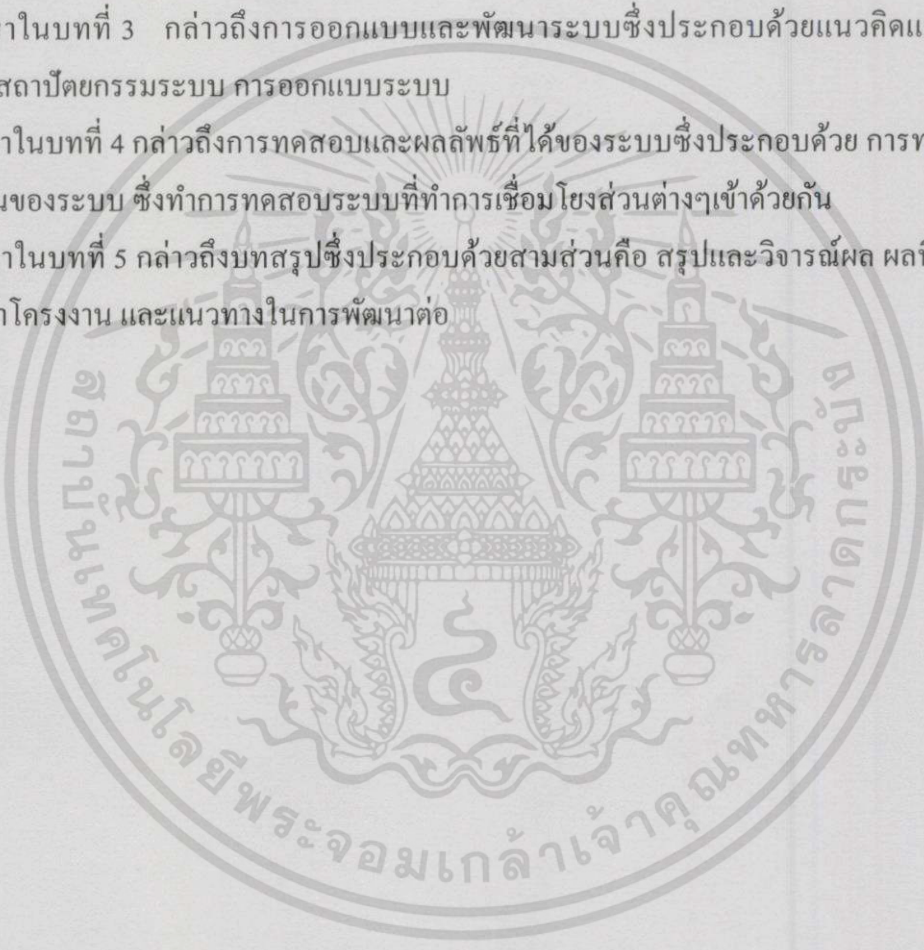 าในบทที่ 3 กล่าวถึงการออกแบบและพัฒนาระบบซึ่งประกอบด้วยแนวคิดแ
สถาปัตยกรรมระบบ การออกแบบระบบ
าในบทที่ 4 กล่าวถึงการทดสอบและผลลัพธ์ที่ได้ของระบบซึ่งประกอบด้วย การท
นของระบบ ซึ่งทำการทดสอบระบบที่ทำการเชื่อมโยงส่วนต่างๆเข้าด้วยกัน
าในบทที่ 5 กล่าวถึงบทสรุปซึ่งประกอบด้วยสามส่วนคือ สรุปและวิจารณ์ผล ผลที
าโครงงาน และแนวทางในการพัฒนาต่อ
สถาบันเทคโนโลยีพระจอมเกล้าเจ้าคุณทหารลาดกระบัง
๔